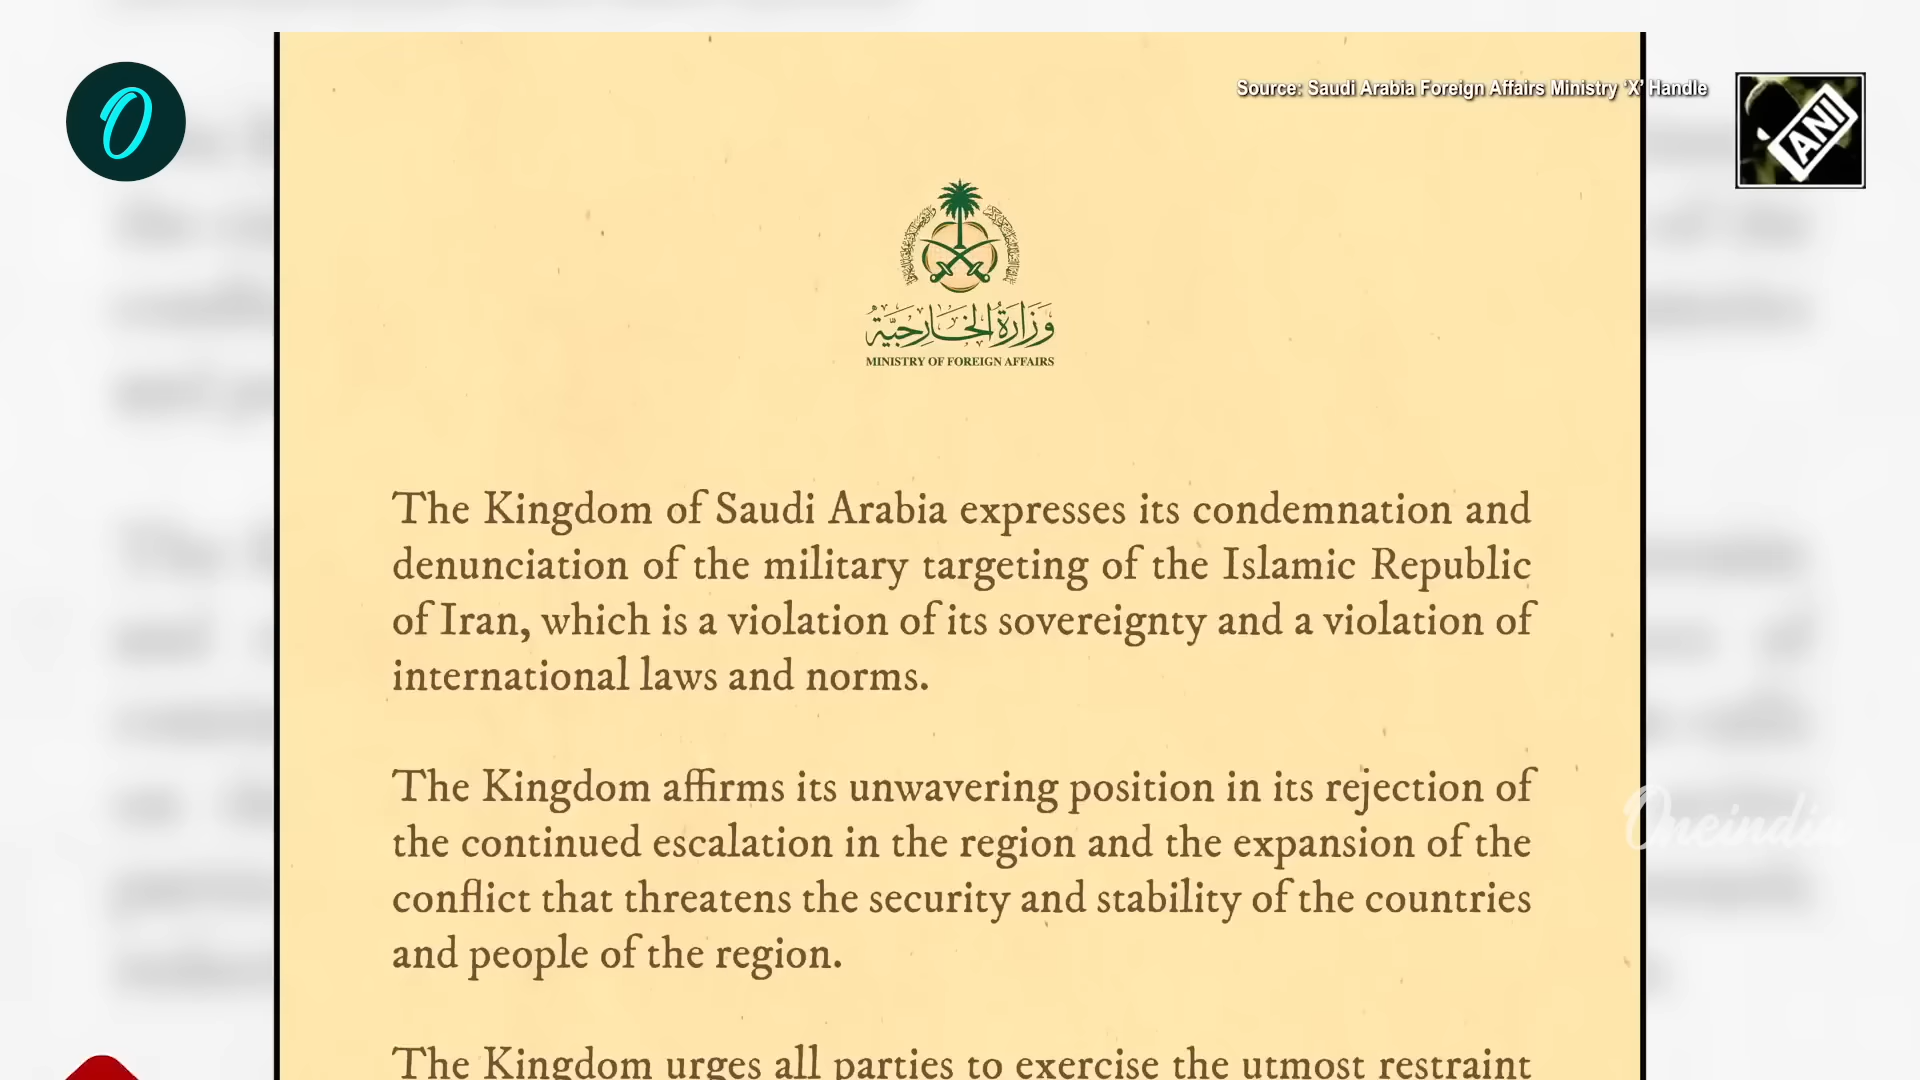 Source: Saudi Arabia Foreign Affairs Ministry 'X' Handle
ANI
وزارة الخارجية
MINISTRY OF FOREIGN AFFAIRS
The Kingdom of Saudi Arabia expresses its condemnation and
denunciation of the military targeting of the Islamic Republic
of Iran, which is a violation of its sovereignty and a violation of
international laws and norms.
The Kingdom affirms its unwavering position in its rejection of
the continued escalation in the region and the expansion of the
conflict that threatens the security and stability of the countries
and people of the region.
Oneindia
The Kingdom urges all parties to exercise the utmost restraint